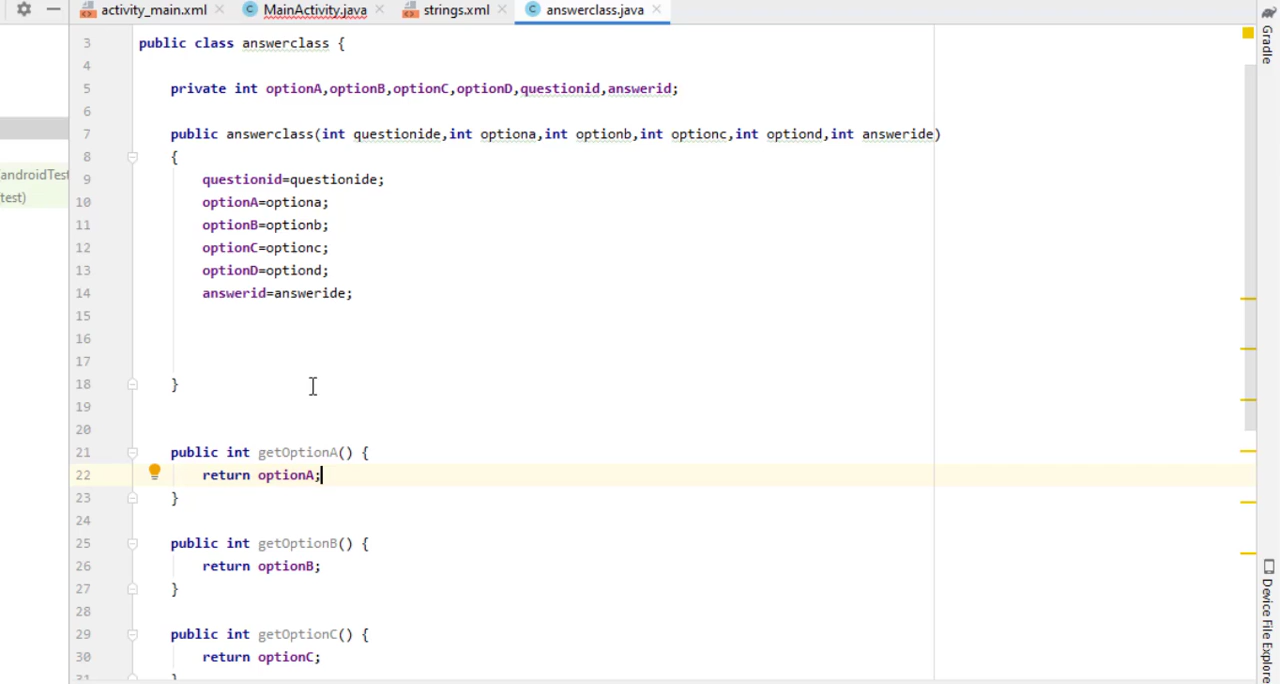 activity_main.xml MainActivity.java strings.xml answerclass.java
3 public class answerclass {
4
5 private int optionA,optionB,optionC,optionD,questionid,answerid;
6
7 public answerclass(int questionide,int optiona,int optionb,int optionc,int optiond,int answeride)
8 {
9 questionid=questionide;
10 optionA=optiona;
11 optionB=optionb;
12 optionC=optionc;
13 optionD=optiond;
14 answerid=answeride;
15
16
17
18 }
19
20
21 public int getOptionA() {
22 return optionA;
23 }
24
25 public int getOptionB() {
26 return optionB;
27 }
28
29 public int getOptionC() {
30 return optionC;
31 }
(androidTest
test)
Gradle
Device File Explorer